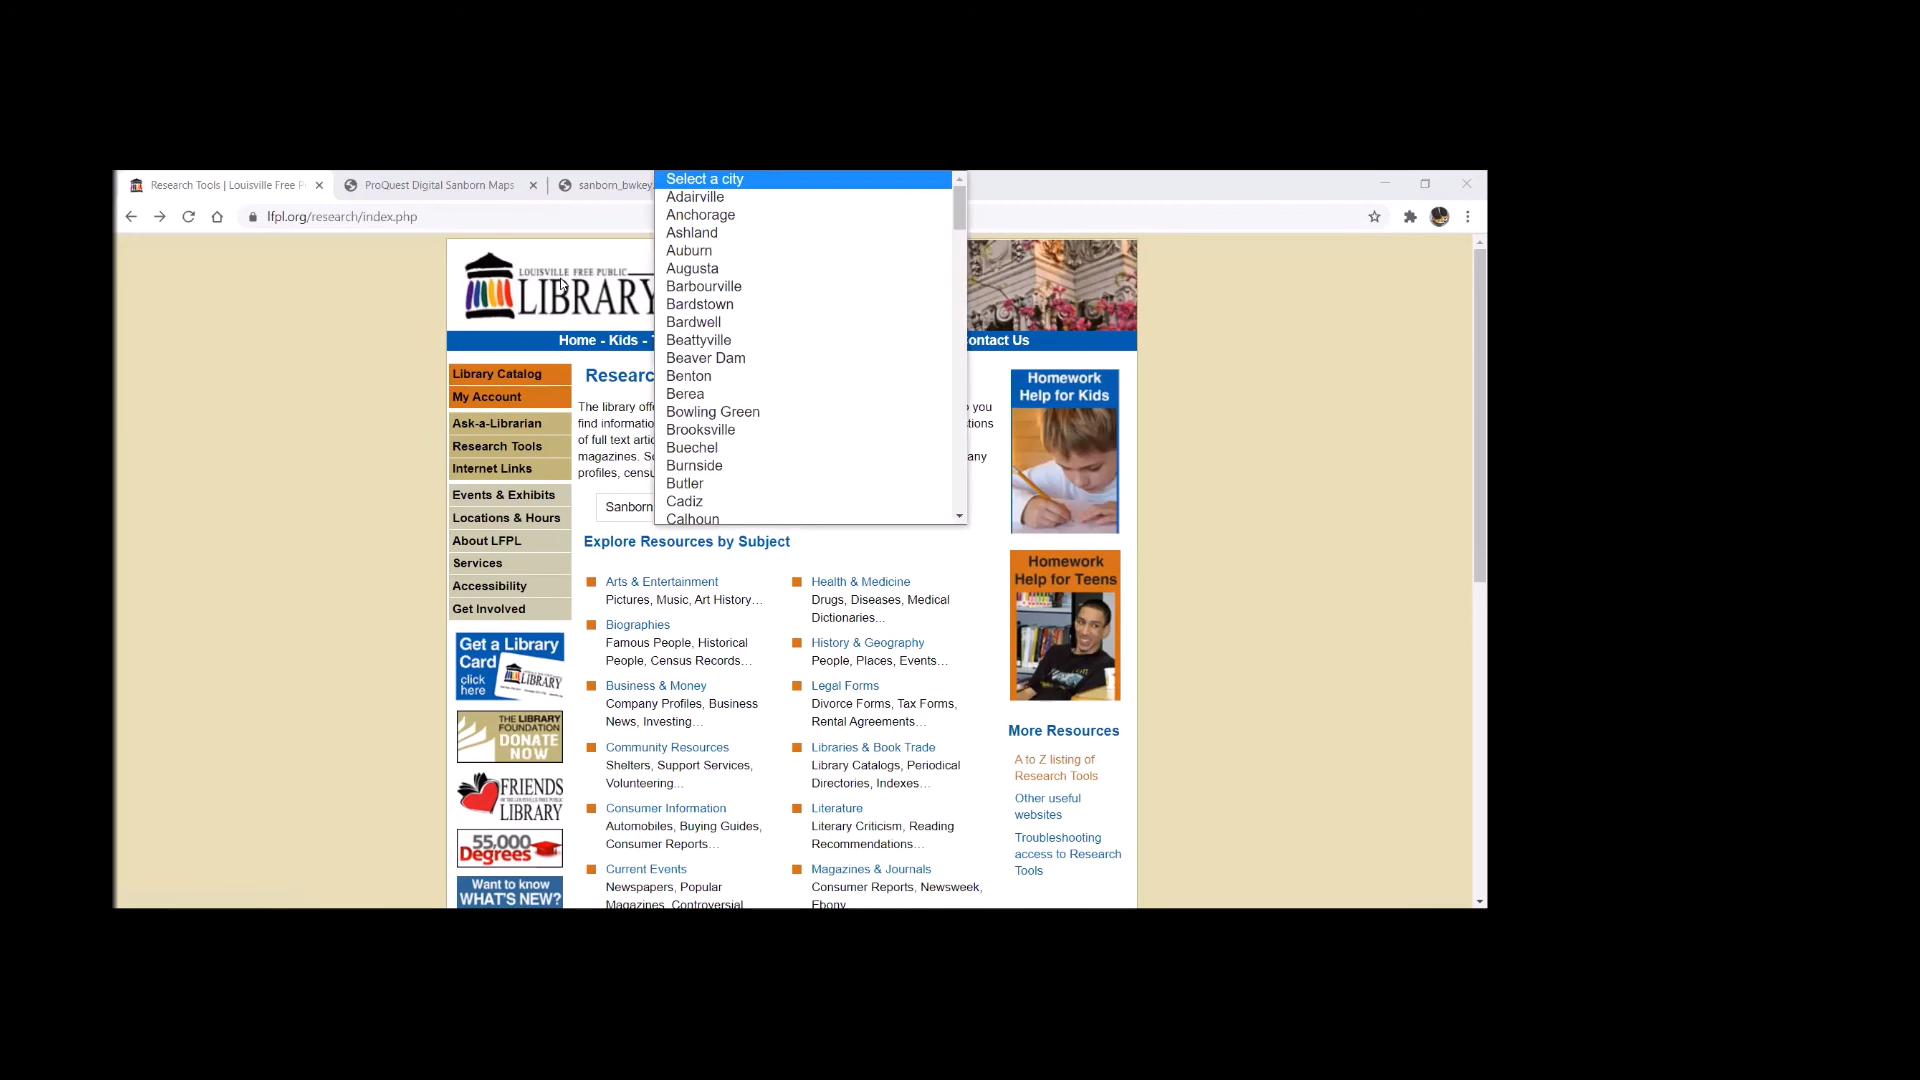 Research Tools | Louisville Free P
ProQuest Digital Sanborn Maps
sanborn_bwkey
lfpl.org/research/index.php
Select a city
Adairville
Anchorage
Ashland
Auburn
Augusta
Barbourville
Bardstown
Bardwell
Beattyville
Beaver Dam
Benton
Berea
Bowling Green
Brooksville
Buechel
Burnside
Butler
Cadiz
Calhoun
LOUISVILLE FREE PUBLIC
LIBRARY
Home - Kids -
ontact Us
Library Catalog
My Account
Ask-a-Librarian
Research Tools
Internet Links
Events & Exhibits
Locations & Hours
About LFPL
Services
Accessibility
Get Involved
Get a Library
Card
click
here
LIBRARY
THE LIBRARY
FOUNDATION
DONATE
NOW
FRIENDS
OF THE LOUISVILLE FREE PUBLIC
LIBRARY
55,000
Degrees
Want to know
WHAT'S NEW?
Researc
The library off
you
find informatio
ctions
of full text artic
magazines. S
any
profiles, censu
Sanborn
Explore Resources by Subject
Arts & Entertainment
Pictures, Music, Art History…
Biographies
Famous People, Historical
People, Census Records…
Business & Money
Company Profiles, Business
News, Investing…
Community Resources
Shelters, Support Services,
Volunteering…
Consumer Information
Automobiles, Buying Guides,
Consumer Reports…
Current Events
Newspapers, Popular
Magazines, Controversial
Health & Medicine
Drugs, Diseases, Medical
Dictionaries…
History & Geography
People, Places, Events…
Legal Forms
Divorce Forms, Tax Forms,
Rental Agreements…
Libraries & Book Trade
Library Catalogs, Periodical
Directories, Indexes…
Literature
Literary Criticism, Reading
Recommendations…
Magazines & Journals
Consumer Reports, Newsweek,
Ebony
Homework
Help for Kids
Homework
Help for Teens
More Resources
A to Z listing of
Research Tools
Other useful
websites
Troubleshooting
access to Research
Tools